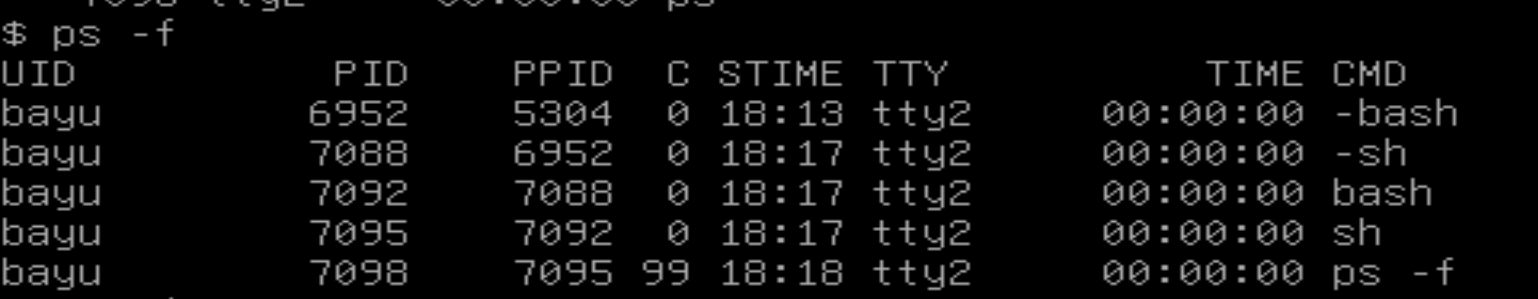 $ ps -f
UID PID PPID C STIME TTY TIME CMD
bayu 6952 5304 0 18:13 tty2 00:00:00 -bash
bayu 7088 6952 0 18:17 tty2 00:00:00 -sh
bayu 7092 7088 0 18:17 tty2 00:00:00 bash
bayu 7095 7092 0 18:17 tty2 00:00:00 sh
bayu 7098 7095 99 18:18 tty2 00:00:00 ps -f